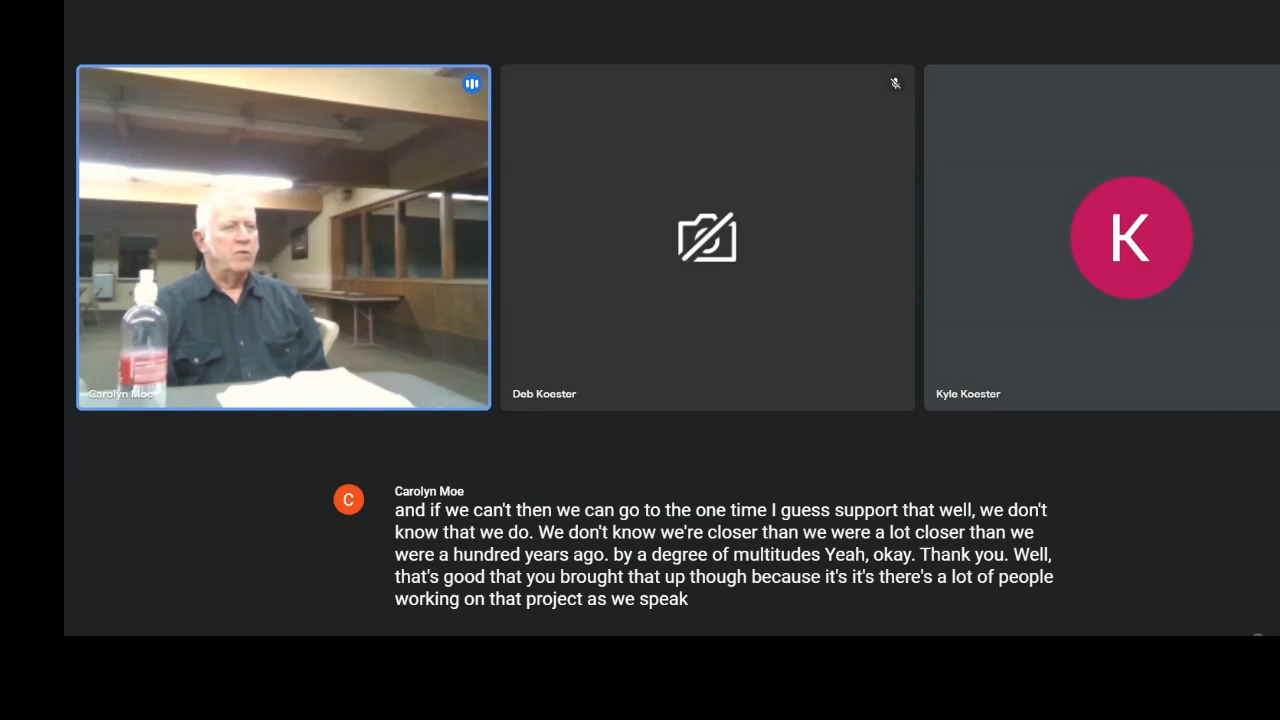 Carolyn Moe
Deb Koester
K
Kyle Koester
C
Carolyn Moe
and if we can't then we can go to the one time I guess support that well, we don't
know that we do. We don't know we're closer than we were a lot closer than we
were a hundred years ago. by a degree of multitudes Yeah, okay. Thank you. Well,
that's good that you brought that up though because it's it's there's a lot of people
working on that project as we speak